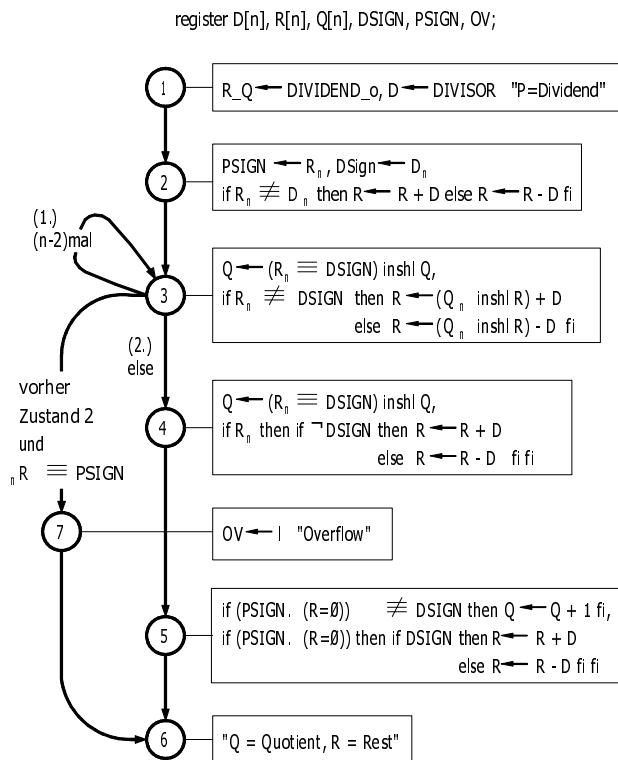 register D[n], R[n], Q[n], DSIGN, PSIGN, OV;
1
R_Q ← DIVIDEND_o, D ← DIVISOR "P=Dividend"
2
PSIGN ← Rₙ, DSign ← Dₙ
if Rₙ ≢ Dₙ then R ← R + D else R ← R - D fi
(1.)
(n-2)mal
3
Q ← (Rₙ ≡ DSIGN) inshl Q,
if Rₙ ≢ DSIGN then R ← (Qₙ inshl R) + D
else R ← (Qₙ inshl R) - D fi
(2.)
else
vorher
Zustand 2
und
ₙR ≡ PSIGN
4
Q ← (Rₙ ≡ DSIGN) inshl Q,
if Rₙ then if ¬DSIGN then R ← R + D
else R ← R - D fi fi
7
OV ← | "Overflow"
5
if (PSIGN. (R=Ø)) ≢ DSIGN then Q ← Q + 1 fi,
if (PSIGN. (R=Ø)) then if DSIGN then R ← R + D
else R ← R - D fi fi
6
"Q = Quotient, R = Rest"